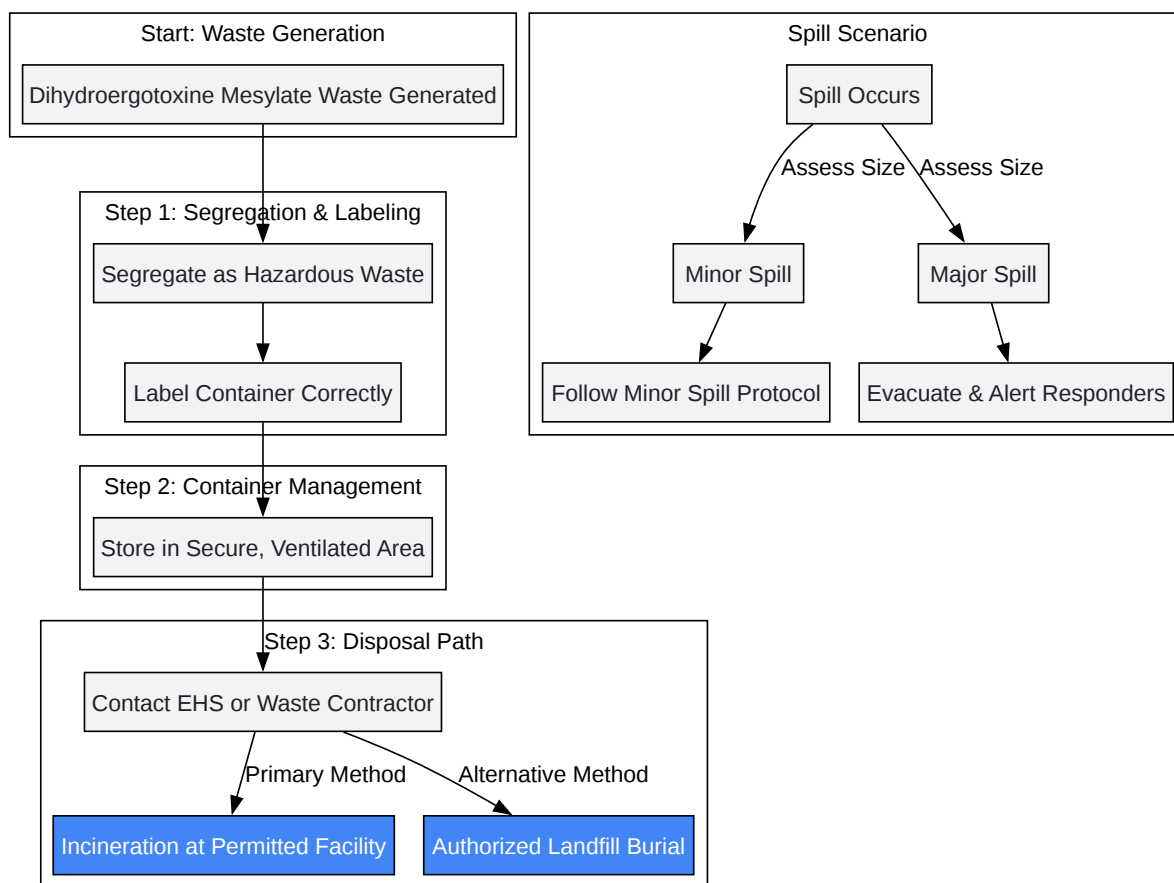 Start: Waste Generation
Dihydroergotoxine Mesylate Waste Generated
Step 1: Segregation & Labeling
Segregate as Hazardous Waste
Label Container Correctly
Step 2: Container Management
Store in Secure, Ventilated Area
Step 3: Disposal Path
Contact EHS or Waste Contractor
Primary Method
Alternative Method
Incineration at Permitted Facility
Authorized Landfill Burial
Spill Scenario
Spill Occurs
Assess Size
Assess Size
Minor Spill
Major Spill
Follow Minor Spill Protocol
Evacuate & Alert Responders